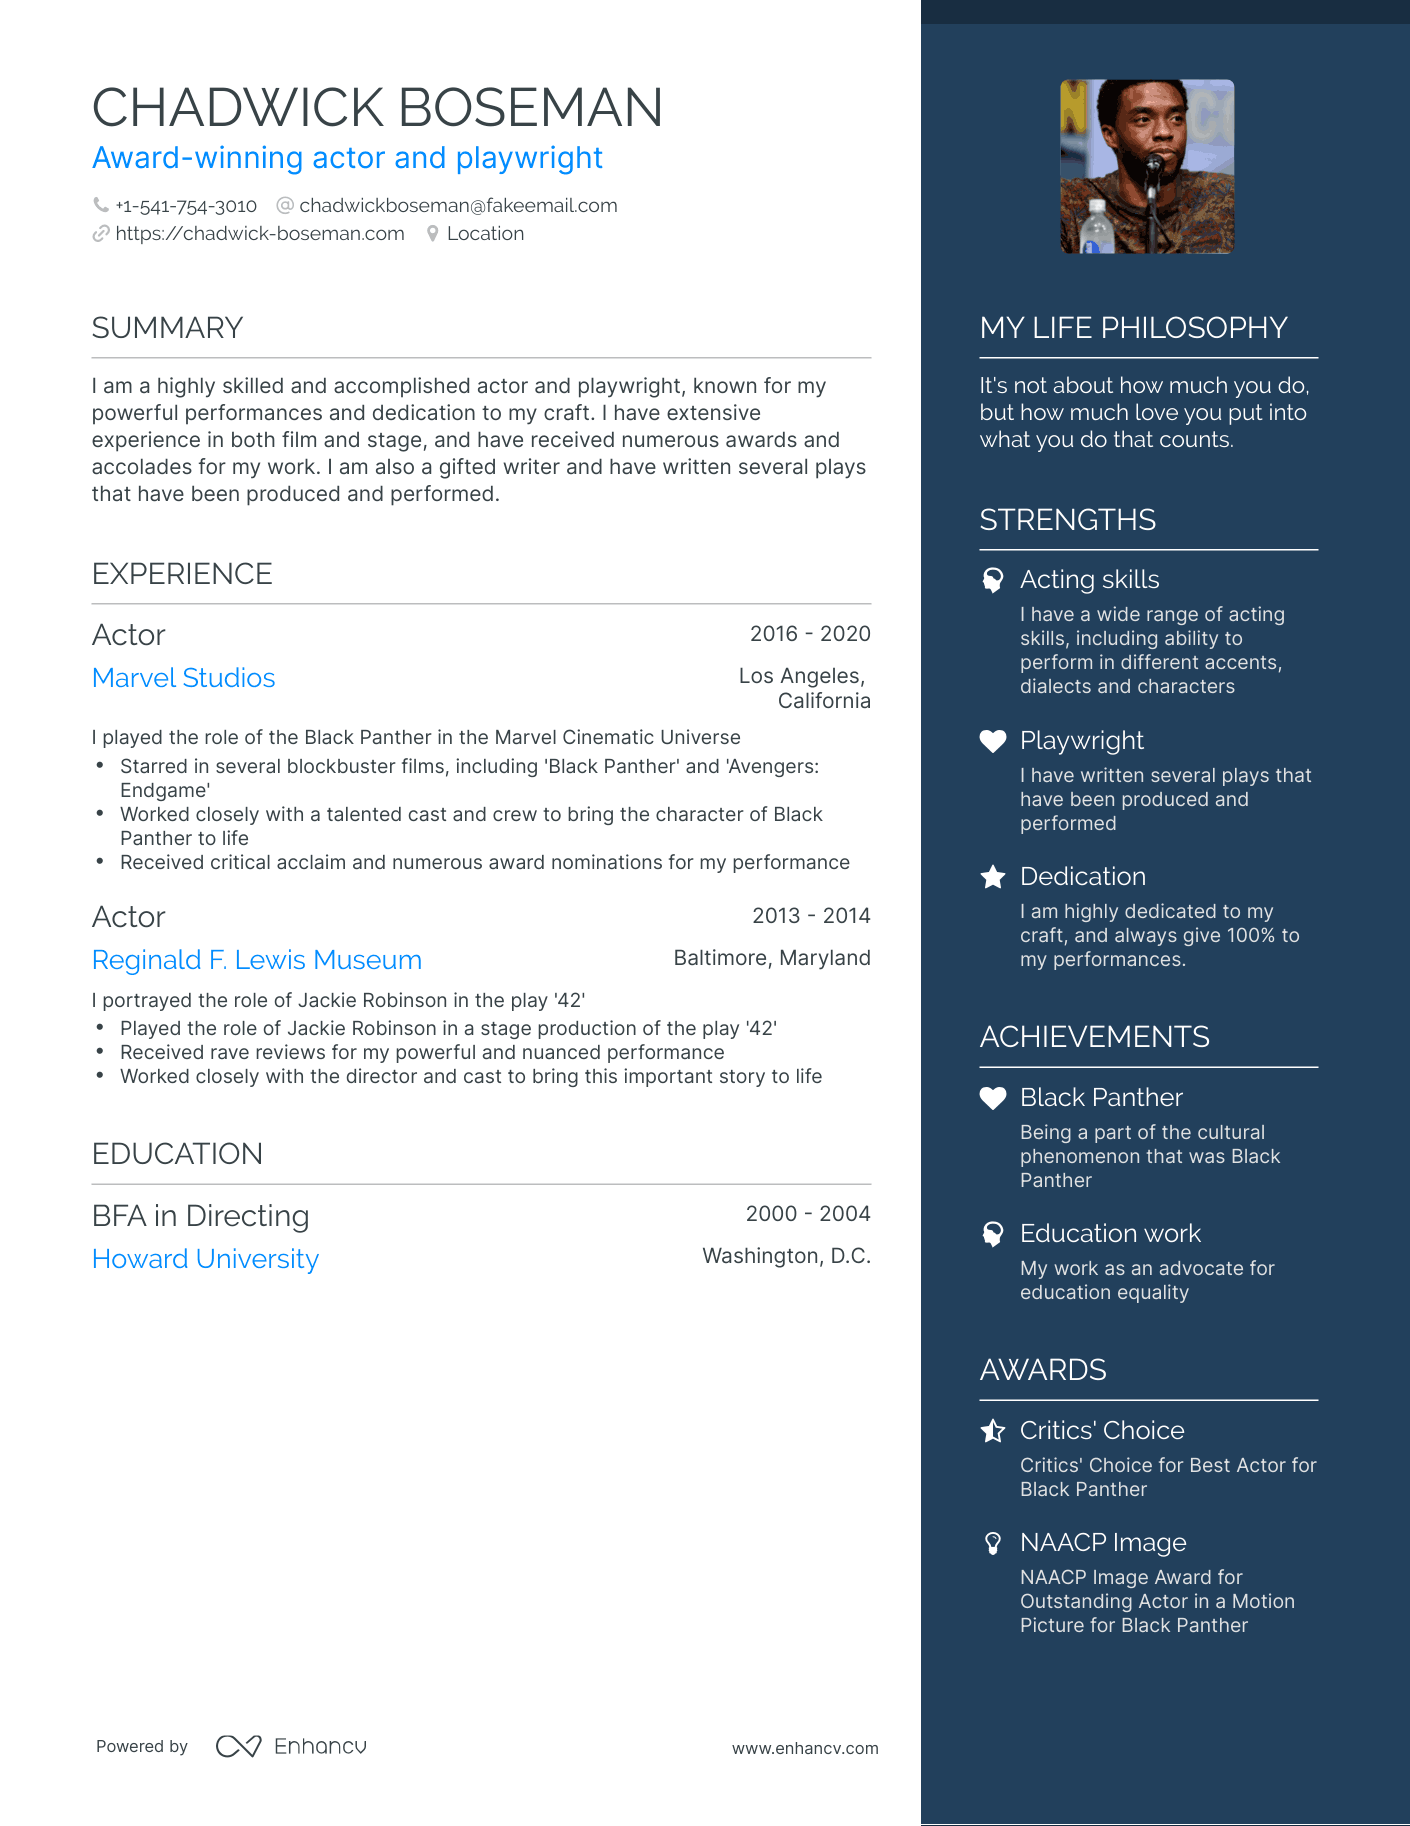 CHADWICK BOSEMAN
Award-winning actor and playwright
+1-541-754-3010 chadwickboseman@fakeemail.com
https://chadwick-boseman.com Location
SUMMARY
I am a highly skilled and accomplished actor and playwright, known for my
powerful performances and dedication to my craft. I have extensive
experience in both film and stage, and have received numerous awards and
accolades for my work. I am also a gifted writer and have written several plays
that have been produced and performed.
EXPERIENCE
Actor 2016 - 2020
Marvel Studios Los Angeles,
California
I played the role of the Black Panther in the Marvel Cinematic Universe
• Starred in several blockbuster films, including 'Black Panther' and 'Avengers:
Endgame'
• Worked closely with a talented cast and crew to bring the character of Black
Panther to life
• Received critical acclaim and numerous award nominations for my performance
Actor 2013 - 2014
Reginald F. Lewis Museum Baltimore, Maryland
I portrayed the role of Jackie Robinson in the play '42'
• Played the role of Jackie Robinson in a stage production of the play '42'
• Received rave reviews for my powerful and nuanced performance
• Worked closely with the director and cast to bring this important story to life
EDUCATION
BFA in Directing 2000 - 2004
Howard University Washington, D.C.
MY LIFE PHILOSOPHY
It's not about how much you do,
but how much love you put into
what you do that counts.
STRENGTHS
Acting skills
I have a wide range of acting
skills, including ability to
perform in different accents,
dialects and characters
Playwright
I have written several plays that
have been produced and
performed
Dedication
I am highly dedicated to my
craft, and always give 100% to
my performances.
ACHIEVEMENTS
Black Panther
Being a part of the cultural
phenomenon that was Black
Panther
Education work
My work as an advocate for
education equality
AWARDS
Critics' Choice
Critics' Choice for Best Actor for
Black Panther
NAACP Image
NAACP Image Award for
Outstanding Actor in a Motion
Picture for Black Panther
Powered by Enhancv www.enhancv.com